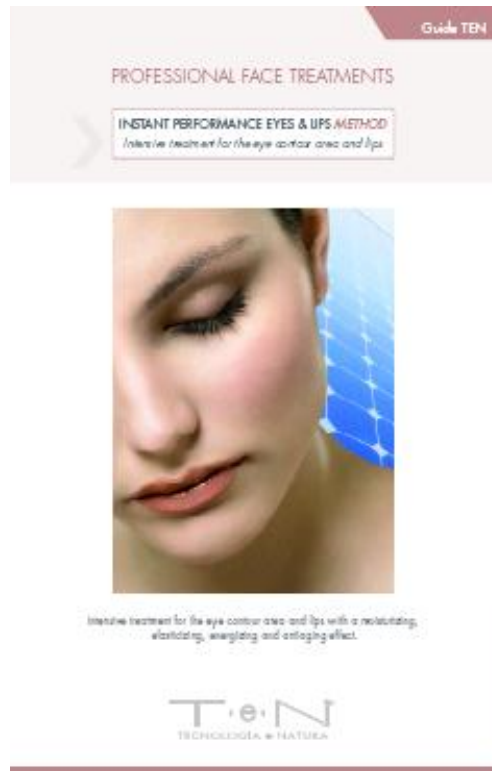 Guide TEN
PROFESSIONAL FACE TREATMENTS
INSTANT PERFORMANCE EYES & LIPS METHOD
Intensive treatment for the eye contour area and lips
Intensive treatment for the eye contour area and lips with a moisturizing,
elasticizing, energizing and antiaging effect.
T·e·N
TECNOLOGÍA e NATURA